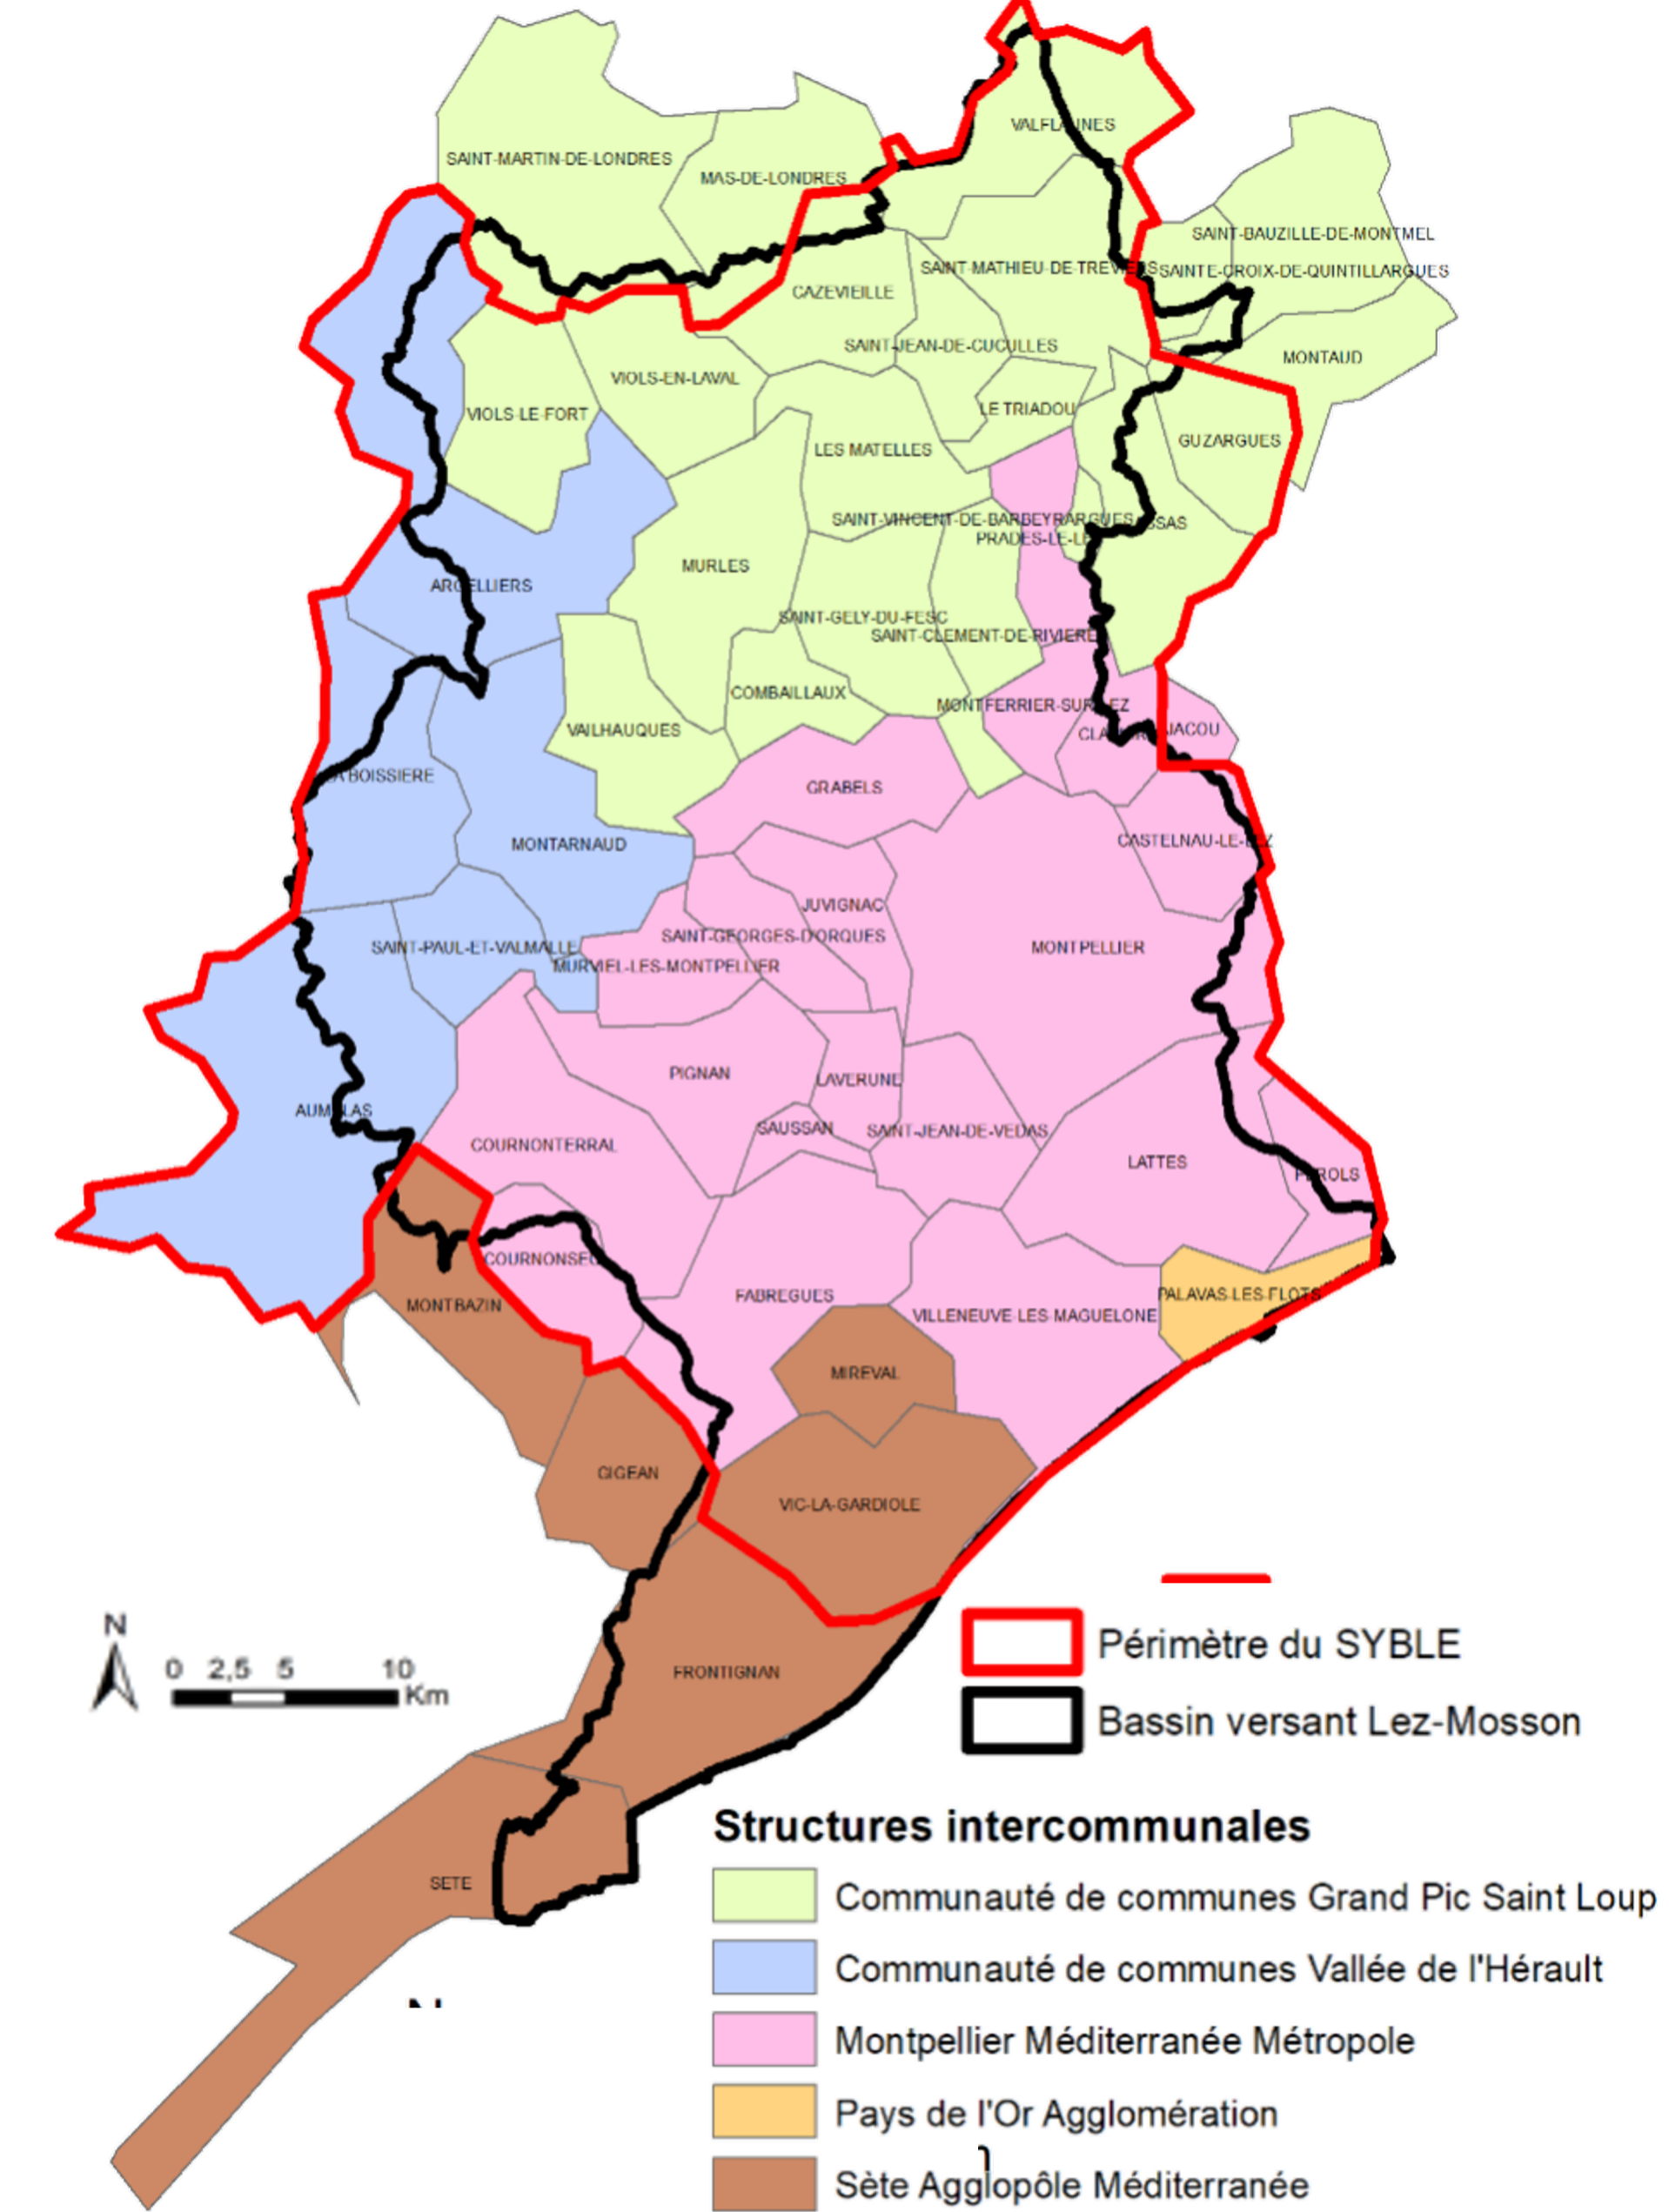 VALFLAUNES
SAINT-MARTIN-DE-LONDRES
MAS-DE-LONDRES
SAINT-BAUZILLE-DE-MONTMEL
SAINT-MATHIEU-DE-TREVIERS
SAINTE-CROIX-DE-QUINTILLARGUES
CAZEVIEILLE
SAINT-JEAN-DE-CUCULLES
MONTAUD
VIOLS-EN-LAVAL
LE TRIADOU
VIOLS-LE-FORT
GUZARGUES
LES MATELLES
SAINT-VINCENT-DE-BARBEYRARGUES
ASSAS
PRADES-LE-LEZ
MURLES
ARGELLIERS
SAINT-GELY-DU-FESC
SAINT-CLEMENT-DE-RIVIERE
COMBAILLAUX
MONTFERRIER-SUR-LEZ
VAILHAUQUES
CLAPIERS
JACOU
LA BOISSIERE
GRABELS
CASTELNAU-LE-LEZ
MONTARNAUD
JUVIGNAC
SAINT-GEORGES-D'ORQUES
SAINT-PAUL-ET-VALMALLE
MONTPELLIER
MURVIEL-LES-MONTPELLIER
PIGNAN
LAVERUNE
AUMELAS
SAUSSAN
SAINT-JEAN-DE-VEDAS
COURNONTERRAL
LATTES
PEROLS
COURNONSEC
FABREGUES
PALAVAS-LES-FLOTS
MONTBAZIN
VILLENEUVE-LES-MAGUELONE
MIREVAL
GIGEAN
VIC-LA-GARDIOLE
FRONTIGNAN
SETE
N
0 2,5 5 10
Km
Périmètre du SYBLE
Bassin versant Lez-Mosson
Structures intercommunales
Communauté de communes Grand Pic Saint Loup
Communauté de communes Vallée de l'Hérault
Montpellier Méditerranée Métropole
Pays de l'Or Agglomération
Sète Agglopôle Méditerranée